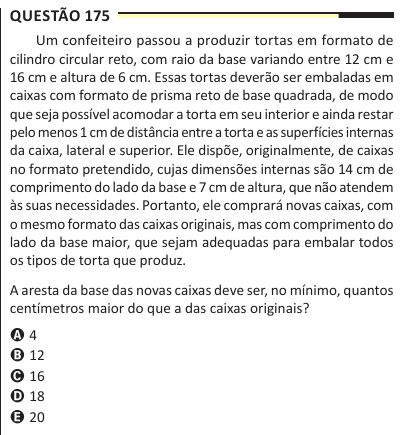 QUESTÃO 175
Um confeiteiro passou a produzir tortas em formato de
cilindro circular reto, com raio da base variando entre 12 cm e
16 cm e altura de 6 cm. Essas tortas deverão ser embaladas em
caixas com formato de prisma reto de base quadrada, de modo
que seja possível acomodar a torta em seu interior e ainda restar
pelo menos 1 cm de distância entre a torta e as superfícies internas
da caixa, lateral e superior. Ele dispõe, originalmente, de caixas
no formato pretendido, cujas dimensões internas são 14 cm de
comprimento do lado da base e 7 cm de altura, que não atendem
às suas necessidades. Portanto, ele comprará novas caixas, com
o mesmo formato das caixas originais, mas com comprimento do
lado da base maior, que sejam adequadas para embalar todos
os tipos de torta que produz.
A aresta da base das novas caixas deve ser, no mínimo, quantos
centímetros maior do que a das caixas originais?
A 4
B 12
C 16
D 18
E 20